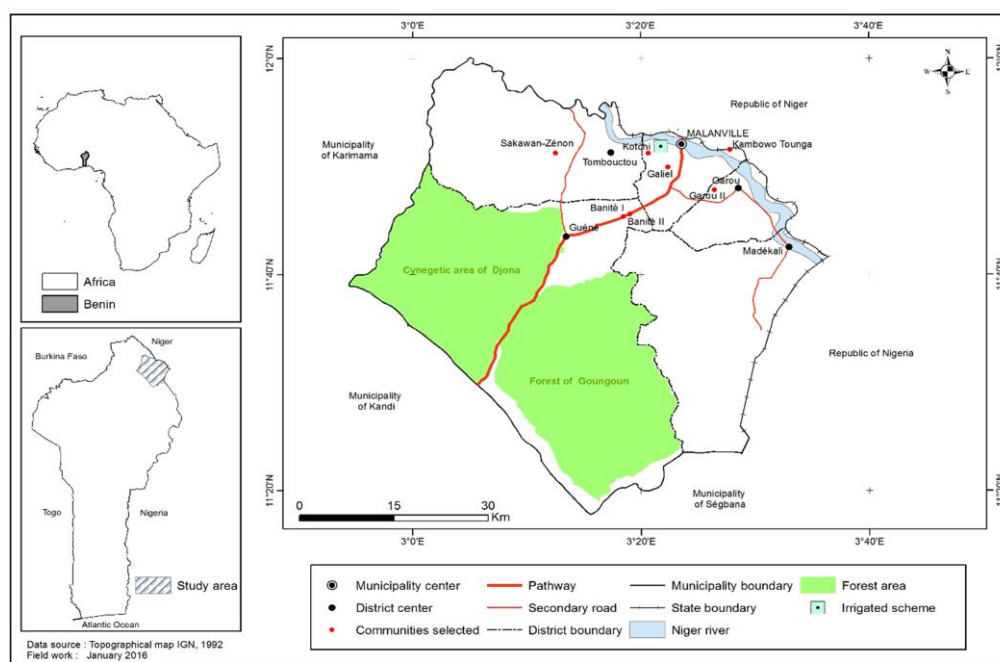 Africa
Benin
Burkina Faso
Niger
Togo
Nigeria
Study area
Atlantic Ocean
Data source : Topographical map IGN, 1992
Field work : January 2016
3°0'E
3°20'E
3°40'E
12°0'N
12°0'N
N
W
E
S
Republic of Niger
Municipality
of Karimama
Sakawan-Zénon
Tombouctou
Kotchi
MALANVILLE
Kambowo Tounga
Galiel
Garou
Garou II
Banité I
Banité II
Guéné
Madékali
11°40'N
11°40'N
Cynegetic area of Djona
Republic of Nigeria
Municipality
of Kandi
Forest of Goungoun
11°20'N
Municipality
of Ségbana
0
15
30
Km
3°0'E
3°20'E
3°40'E
Municipality center
Pathway
Municipality boundary
Forest area
District center
Secondary road
State boundary
Irrigated scheme
Communities selected
District boundary
Niger river